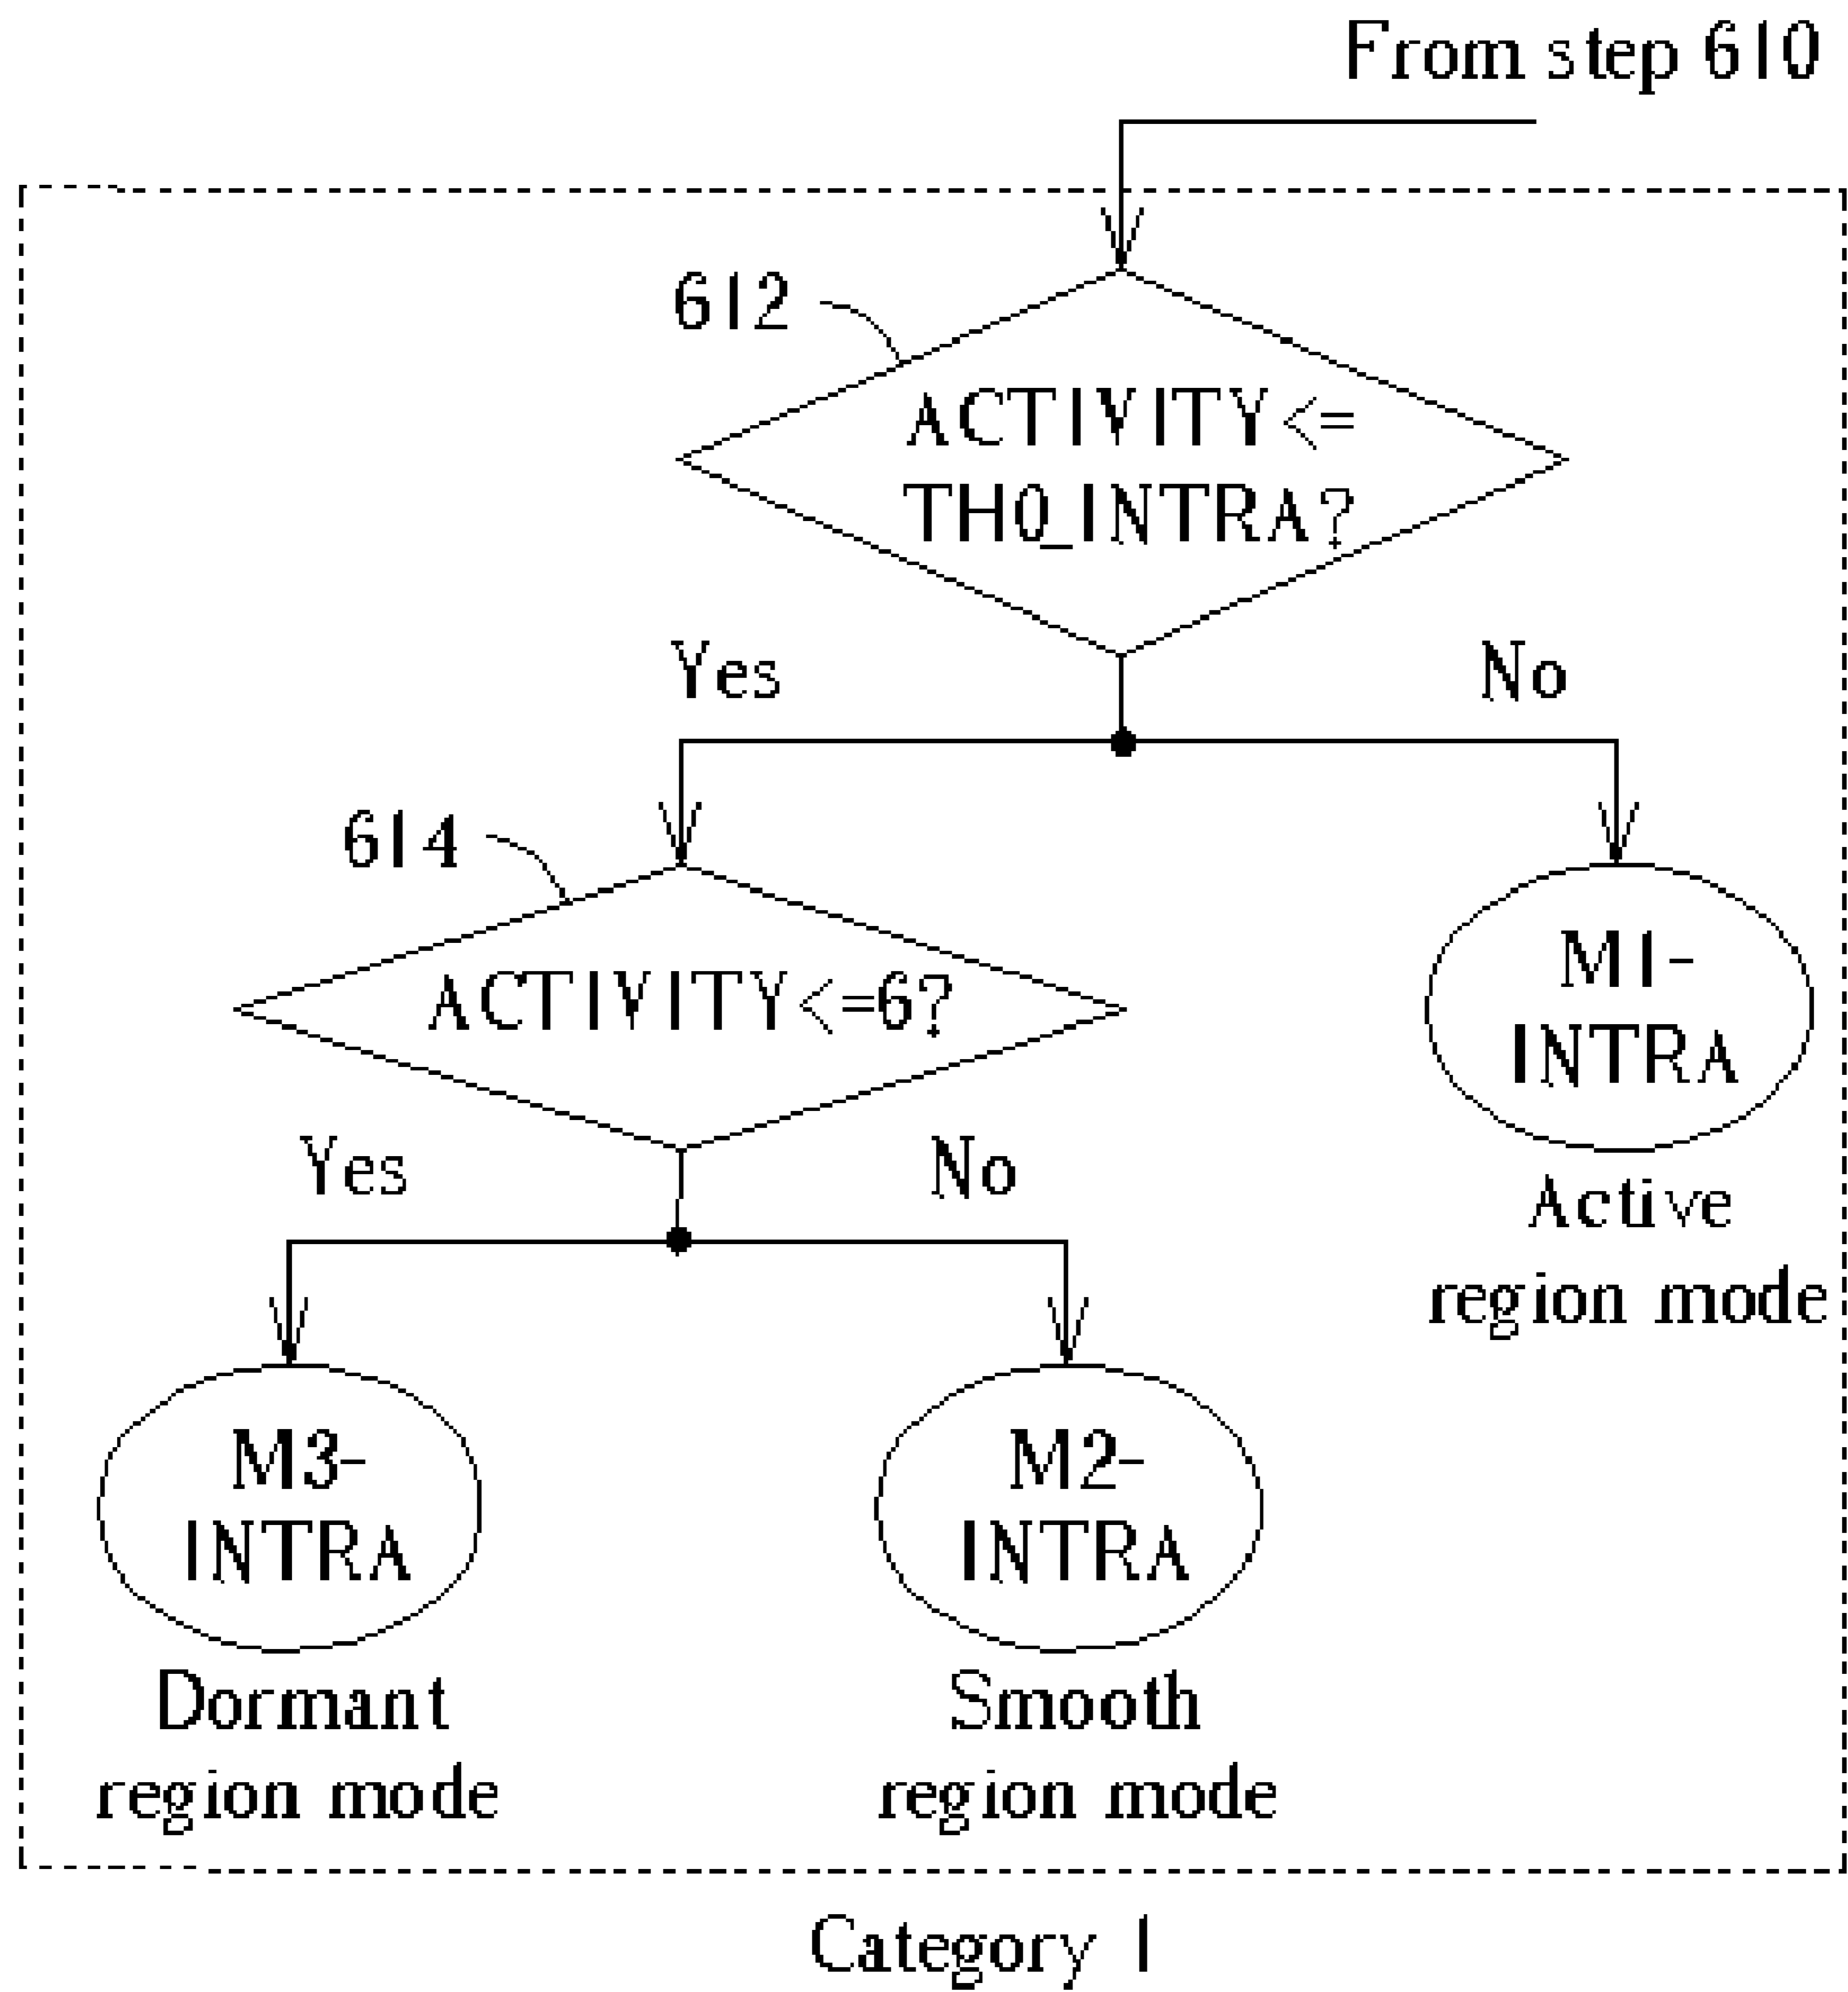 From step 610
612
ACTIVITY<=
TH0_INTRA?
Yes
No
614
ACTIVITY<=6?
M1-
INTRA
Yes
No
Active
region mode
M3-
INTRA
M2-
INTRA
Dormant
region mode
Smooth
region mode
Category 1